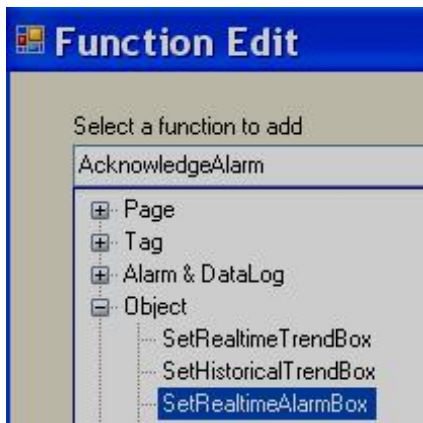 Function Edit
Select a function to add
AcknowledgeAlarm
Page
Tag
Alarm & DataLog
Object
SetRealtimeTrendBox
SetHistoricalTrendBox
SetRealtimeAlarmBox